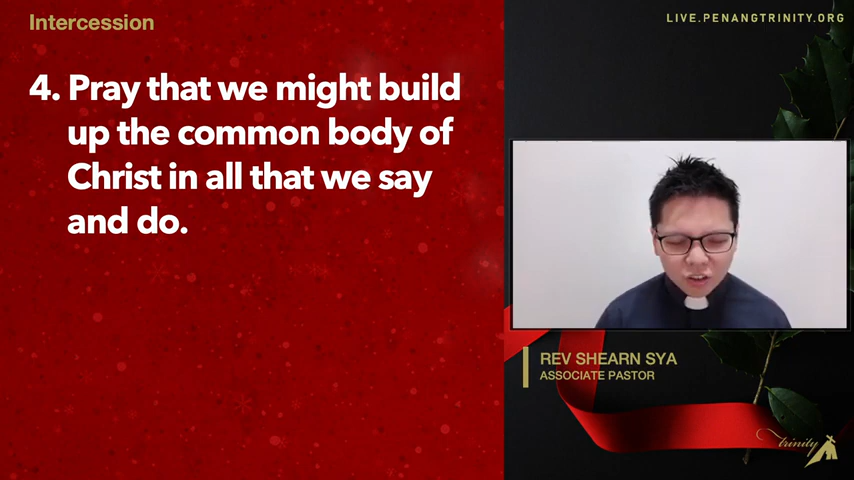 Intercession
4. Pray that we might build
up the common body of
Christ in all that we say
and do.
LIVE.PENANGTRINITY.ORG
REV SHEARN SYA
ASSOCIATE PASTOR
trinity